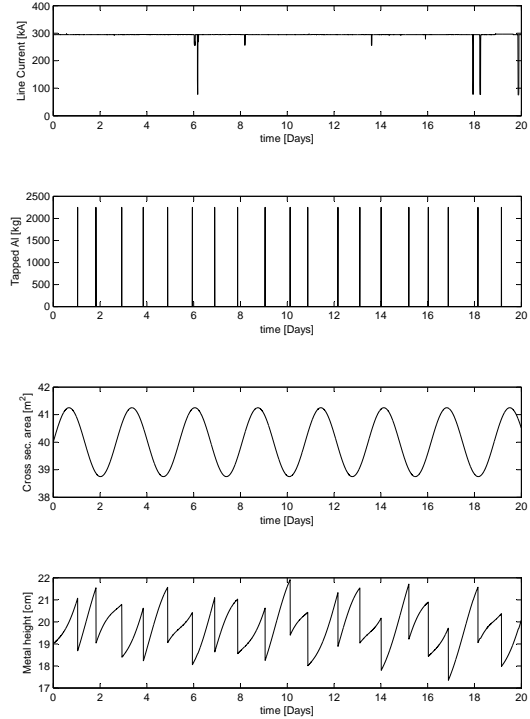 400
300
200
100
0
Line Current [kA]
0 2 4 6 8 10 12 14 16 18 20
time [Days]
2500
2000
1500
1000
500
0
Tapped Al [kg]
0 2 4 6 8 10 12 14 16 18 20
time [Days]
42
41
40
39
38
Cross sec. area [m²]
0 2 4 6 8 10 12 14 16 18 20
time [Days]
22
21
20
19
18
17
Metal height [cm]
0 2 4 6 8 10 12 14 16 18 20
time [Days]